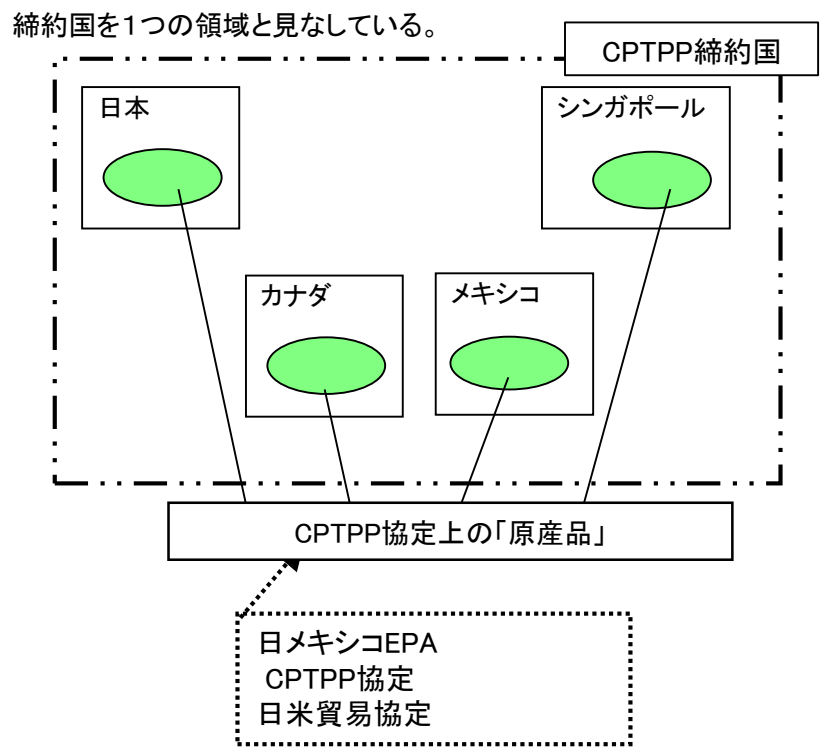 締約国を１つの領域と見なしている。
CPTPP締約国
日本
シンガポール
カナダ
メキシコ
CPTPP協定上の「原産品」
日メキシコEPA
CPTPP協定
日米貿易協定